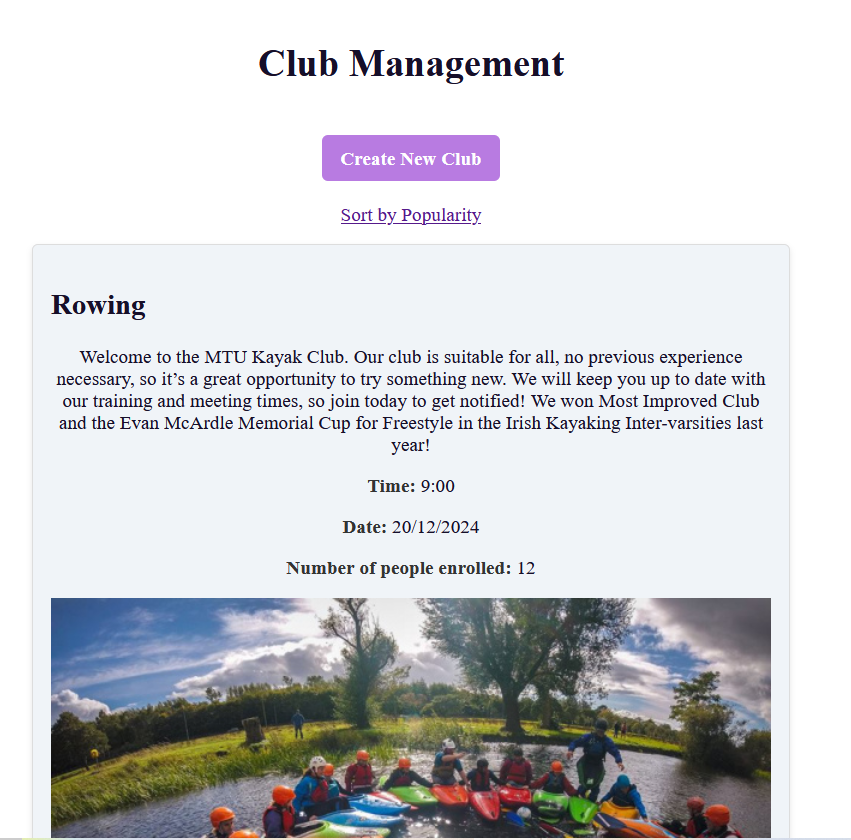 Club Management
Create New Club
Sort by Popularity
Rowing
Welcome to the MTU Kayak Club. Our club is suitable for all, no previous experience
necessary, so it’s a great opportunity to try something new. We will keep you up to date with
our training and meeting times, so join today to get notified! We won Most Improved Club
and the Evan McArdle Memorial Cup for Freestyle in the Irish Kayaking Inter-varsities last
year!
Time: 9:00
Date: 20/12/2024
Number of people enrolled: 12